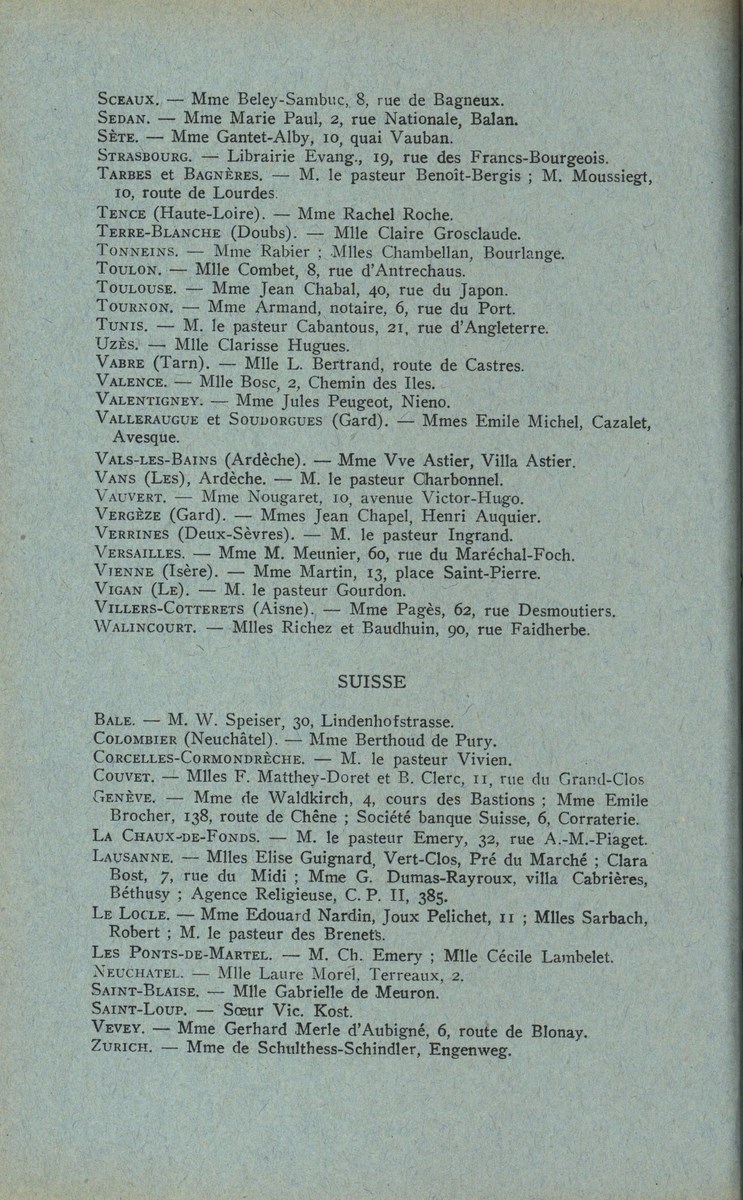 SCEAUX. — Mme Beley-Sambuc, 8, rue de Bagneux.
SEDAN. — Mme Marie Paul, 2, rue Nationale, Balan.
SÈTE. — Mme Gantet-Alby, 10, quai Vauban.
STRASBOURG. — Librairie Evang., 19, rue des Francs-Bourgeois.
TARBES et BAGNÈRES. — M. le pasteur Benoît-Bergis ; M. Moussiegt,
10, route de Lourdes.
TENCE (Haute-Loire). — Mme Rachel Roche.
TERRE-BLANCHE (Doubs). — Mlle Claire Grosclaude.
TONNEINS. — Mme Rabier ; Mlles Chambellan, Bourlange.
TOULON. — Mlle Combet, 8, rue d'Antrechaus.
TOULOUSE. — Mme Jean Chabal, 40, rue du Japon.
TOURNON. — Mme Armand, notaire, 6, rue du Port.
TUNIS. — M. le pasteur Cabantous, 21, rue d'Angleterre.
UZÈS. — Mlle Clarisse Hugues.
VABRE (Tarn). — Mlle L. Bertrand, route de Castres.
VALENCE. — Mlle Bosc, 2, Chemin des Iles.
VALENTIGNEY. — Mme Jules Peugeot, Nieno.
VALLERAUGUE et SOUDORGUES (Gard). — Mmes Emile Michel, Cazalet,
Avesque.
VALS-LES-BAINS (Ardèche). — Mme Vve Astier, Villa Astier.
VANS (LES), Ardèche. — M. le pasteur Charbonnel.
VAUVERT. — Mme Nougaret, 10, avenue Victor-Hugo.
VERGÈZE (Gard). — Mmes Jean Chapel, Henri Auquier.
VERRINES (Deux-Sèvres). — M. le pasteur Ingrand.
VERSAILLES. — Mme M. Meunier, 60, rue du Maréchal-Foch.
VIENNE (Isère). — Mme Martin, 13, place Saint-Pierre.
VIGAN (LE). — M. le pasteur Gourdon.
VILLERS-COTTERETS (Aisne). — Mme Pagès, 62, rue Desmoutiers.
WALINCOURT. — Mlles Richez et Baudhuin, 90, rue Faidherbe.
SUISSE
BALE. — M. W. Speiser, 30, Lindenhofstrasse.
COLOMBIER (Neuchâtel). — Mme Berthoud de Pury.
CORCELLES-CORMONDRÈCHE. — M. le pasteur Vivien.
COUVET. — Mlles F. Matthey-Doret et B. Clerc, 11, rue du Grand-Clos
GENÈVE. — Mme de Waldkirch, 4, cours des Bastions ; Mme Emile
Brocher, 138, route de Chêne ; Société banque Suisse, 6, Corraterie.
LA CHAUX-DE-FONDS. — M. le pasteur Emery, 32, rue A.-M.-Piaget.
LAUSANNE. — Mlles Elise Guignard, Vert-Clos, Pré du Marché ; Clara
Bost, 7, rue du Midi ; Mme G. Dumas-Rayroux, villa Cabrières,
Béthusy ; Agence Religieuse, C. P. II, 385.
LE LOCLE. — Mme Edouard Nardin, Joux Pelichet, 11 ; Mlles Sarbach,
Robert ; M. le pasteur des Brenets.
LES PONTS-DE-MARTEL. — M. Ch. Emery ; Mlle Cécile Lambelet.
NEUCHATEL. — Mlle Laure Morel, Terreaux, 2.
SAINT-BLAISE. — Mlle Gabrielle de Meuron.
SAINT-LOUP. — Sœur Vic. Kost.
VEVEY. — Mme Gerhard Merle d'Aubigné, 6, route de Blonay.
ZURICH. — Mme de Schulthess-Schindler, Engenweg.